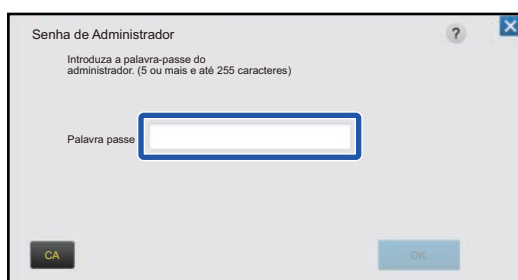 Senha de Administrador
?
X
Introduza a palavra-passe do
administrador. (5 ou mais e até 255 caracteres)
Palavra passe
CA
OK